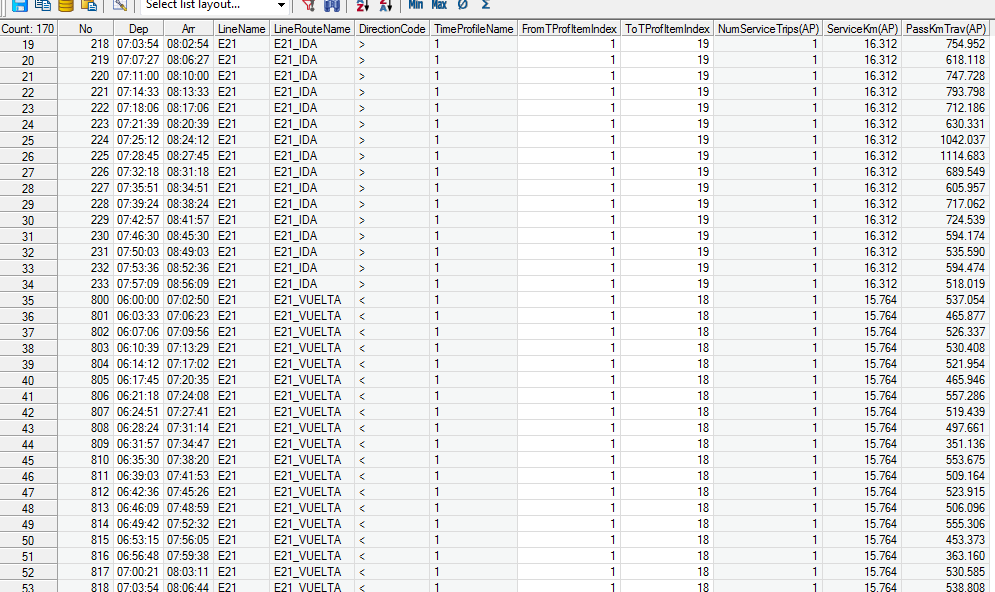 Select list layout... Min Max Ø Σ
Count: 170 No Dep Arr LineName LineRouteName DirectionCode TimeProfileName FromTProfItemIndex ToTProfItemIndex NumServiceTrips(AP) ServiceKm(AP) PassKmTrav(AP)
19 218 07:03:54 08:02:54 E21 E21_IDA > 1 1 19 1 16.312 754.952
20 219 07:07:27 08:06:27 E21 E21_IDA > 1 1 19 1 16.312 618.118
21 220 07:11:00 08:10:00 E21 E21_IDA > 1 1 19 1 16.312 747.728
22 221 07:14:33 08:13:33 E21 E21_IDA > 1 1 19 1 16.312 793.798
23 222 07:18:06 08:17:06 E21 E21_IDA > 1 1 19 1 16.312 712.186
24 223 07:21:39 08:20:39 E21 E21_IDA > 1 1 19 1 16.312 630.331
25 224 07:25:12 08:24:12 E21 E21_IDA > 1 1 19 1 16.312 1042.037
26 225 07:28:45 08:27:45 E21 E21_IDA > 1 1 19 1 16.312 1114.683
27 226 07:32:18 08:31:18 E21 E21_IDA > 1 1 19 1 16.312 689.549
28 227 07:35:51 08:34:51 E21 E21_IDA > 1 1 19 1 16.312 605.957
29 228 07:39:24 08:38:24 E21 E21_IDA > 1 1 19 1 16.312 717.062
30 229 07:42:57 08:41:57 E21 E21_IDA > 1 1 19 1 16.312 724.539
31 230 07:46:30 08:45:30 E21 E21_IDA > 1 1 19 1 16.312 594.174
32 231 07:50:03 08:49:03 E21 E21_IDA > 1 1 19 1 16.312 535.590
33 232 07:53:36 08:52:36 E21 E21_IDA > 1 1 19 1 16.312 594.474
34 233 07:57:09 08:56:09 E21 E21_IDA > 1 1 19 1 16.312 518.019
35 800 06:00:00 07:02:50 E21 E21_VUELTA < 1 1 18 1 15.764 537.054
36 801 06:03:33 07:06:23 E21 E21_VUELTA < 1 1 18 1 15.764 465.877
37 802 06:07:06 07:09:56 E21 E21_VUELTA < 1 1 18 1 15.764 526.337
38 803 06:10:39 07:13:29 E21 E21_VUELTA < 1 1 18 1 15.764 530.408
39 804 06:14:12 07:17:02 E21 E21_VUELTA < 1 1 18 1 15.764 521.954
40 805 06:17:45 07:20:35 E21 E21_VUELTA < 1 1 18 1 15.764 465.946
41 806 06:21:18 07:24:08 E21 E21_VUELTA < 1 1 18 1 15.764 557.286
42 807 06:24:51 07:27:41 E21 E21_VUELTA < 1 1 18 1 15.764 519.439
43 808 06:28:24 07:31:14 E21 E21_VUELTA < 1 1 18 1 15.764 497.661
44 809 06:31:57 07:34:47 E21 E21_VUELTA < 1 1 18 1 15.764 351.136
45 810 06:35:30 07:38:20 E21 E21_VUELTA < 1 1 18 1 15.764 553.675
46 811 06:39:03 07:41:53 E21 E21_VUELTA < 1 1 18 1 15.764 509.164
47 812 06:42:36 07:45:26 E21 E21_VUELTA < 1 1 18 1 15.764 523.915
48 813 06:46:09 07:48:59 E21 E21_VUELTA < 1 1 18 1 15.764 506.096
49 814 06:49:42 07:52:32 E21 E21_VUELTA < 1 1 18 1 15.764 555.306
50 815 06:53:15 07:56:05 E21 E21_VUELTA < 1 1 18 1 15.764 453.373
51 816 06:56:48 07:59:38 E21 E21_VUELTA < 1 1 18 1 15.764 363.160
52 817 07:00:21 08:03:11 E21 E21_VUELTA < 1 1 18 1 15.764 530.585
53 818 07:03:54 08:06:44 E21 E21_VUELTA < 1 1 18 1 15.764 538.808